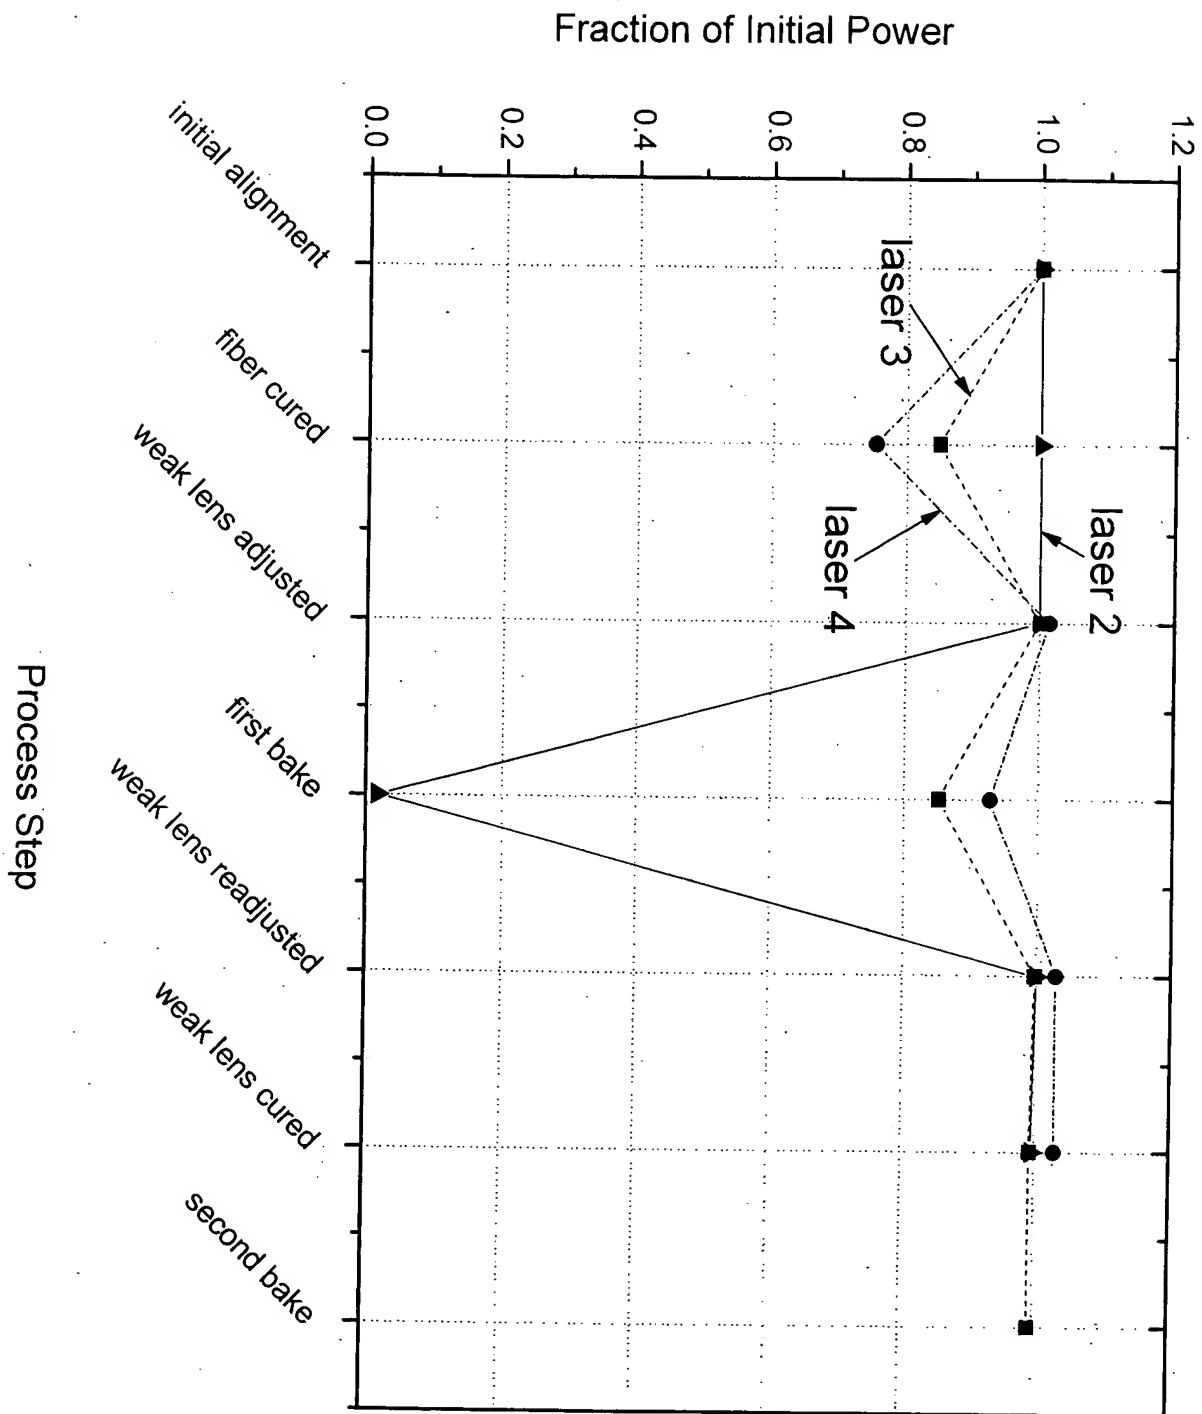 Fraction of Initial Power
0.0
0.2
0.4
0.6
0.8
1.0
1.2
laser 2
laser 3
laser 4
initial alignment
fiber cured
weak lens adjusted
first bake
weak lens readjusted
weak lens cured
second bake
Process Step